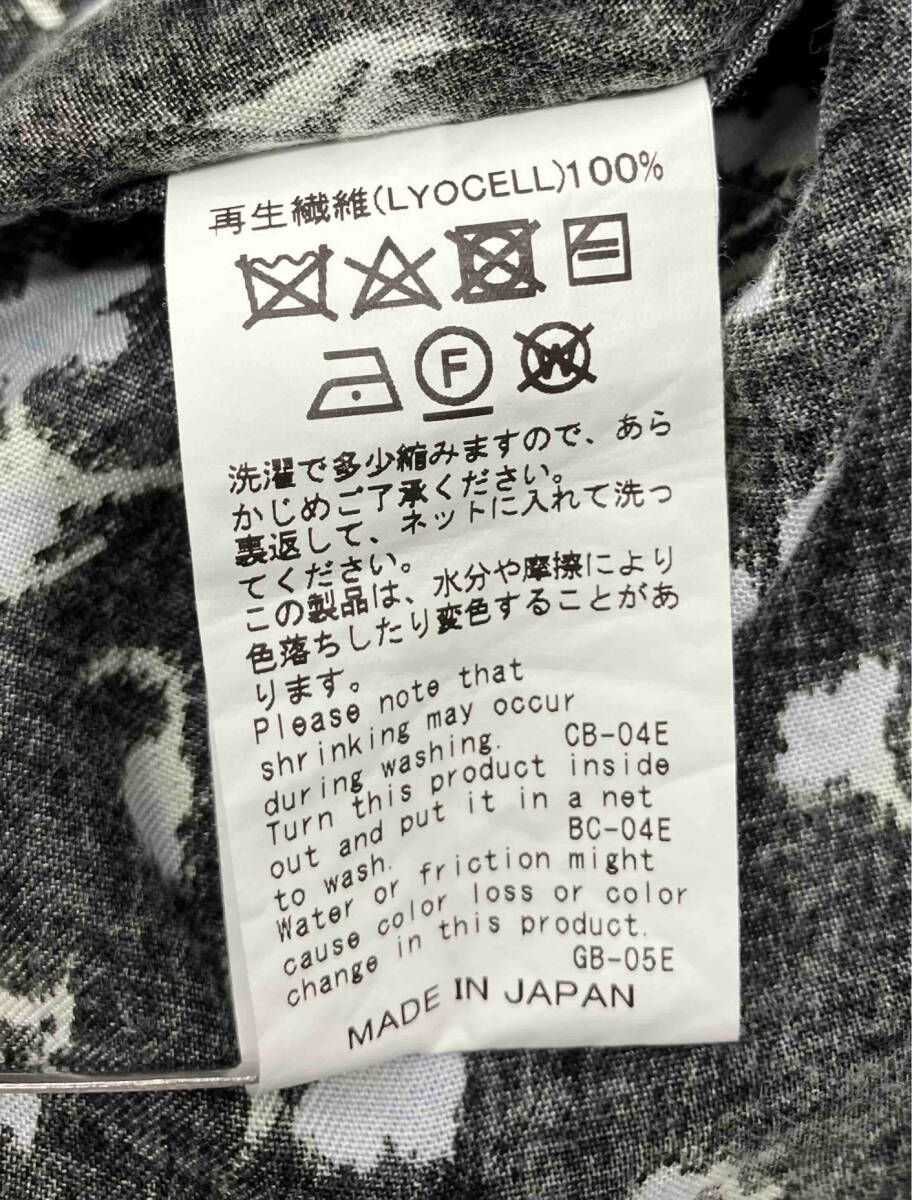 再生繊維(LYOCELL)100%
F W
洗濯で多少縮みますので、あら
かじめご了承ください。
裏返して、ネットに入れて洗っ
てください。
この製品は、水分や摩擦により
色落ちしたり変色することがあ
ります。
Please note that
shrinking may occur
during washing. CB-04E
Turn this product inside
out and put it in a net
to wash. BC-04E
Water or friction might
cause color loss or color
change in this product.
GB-05E
MADE IN JAPAN